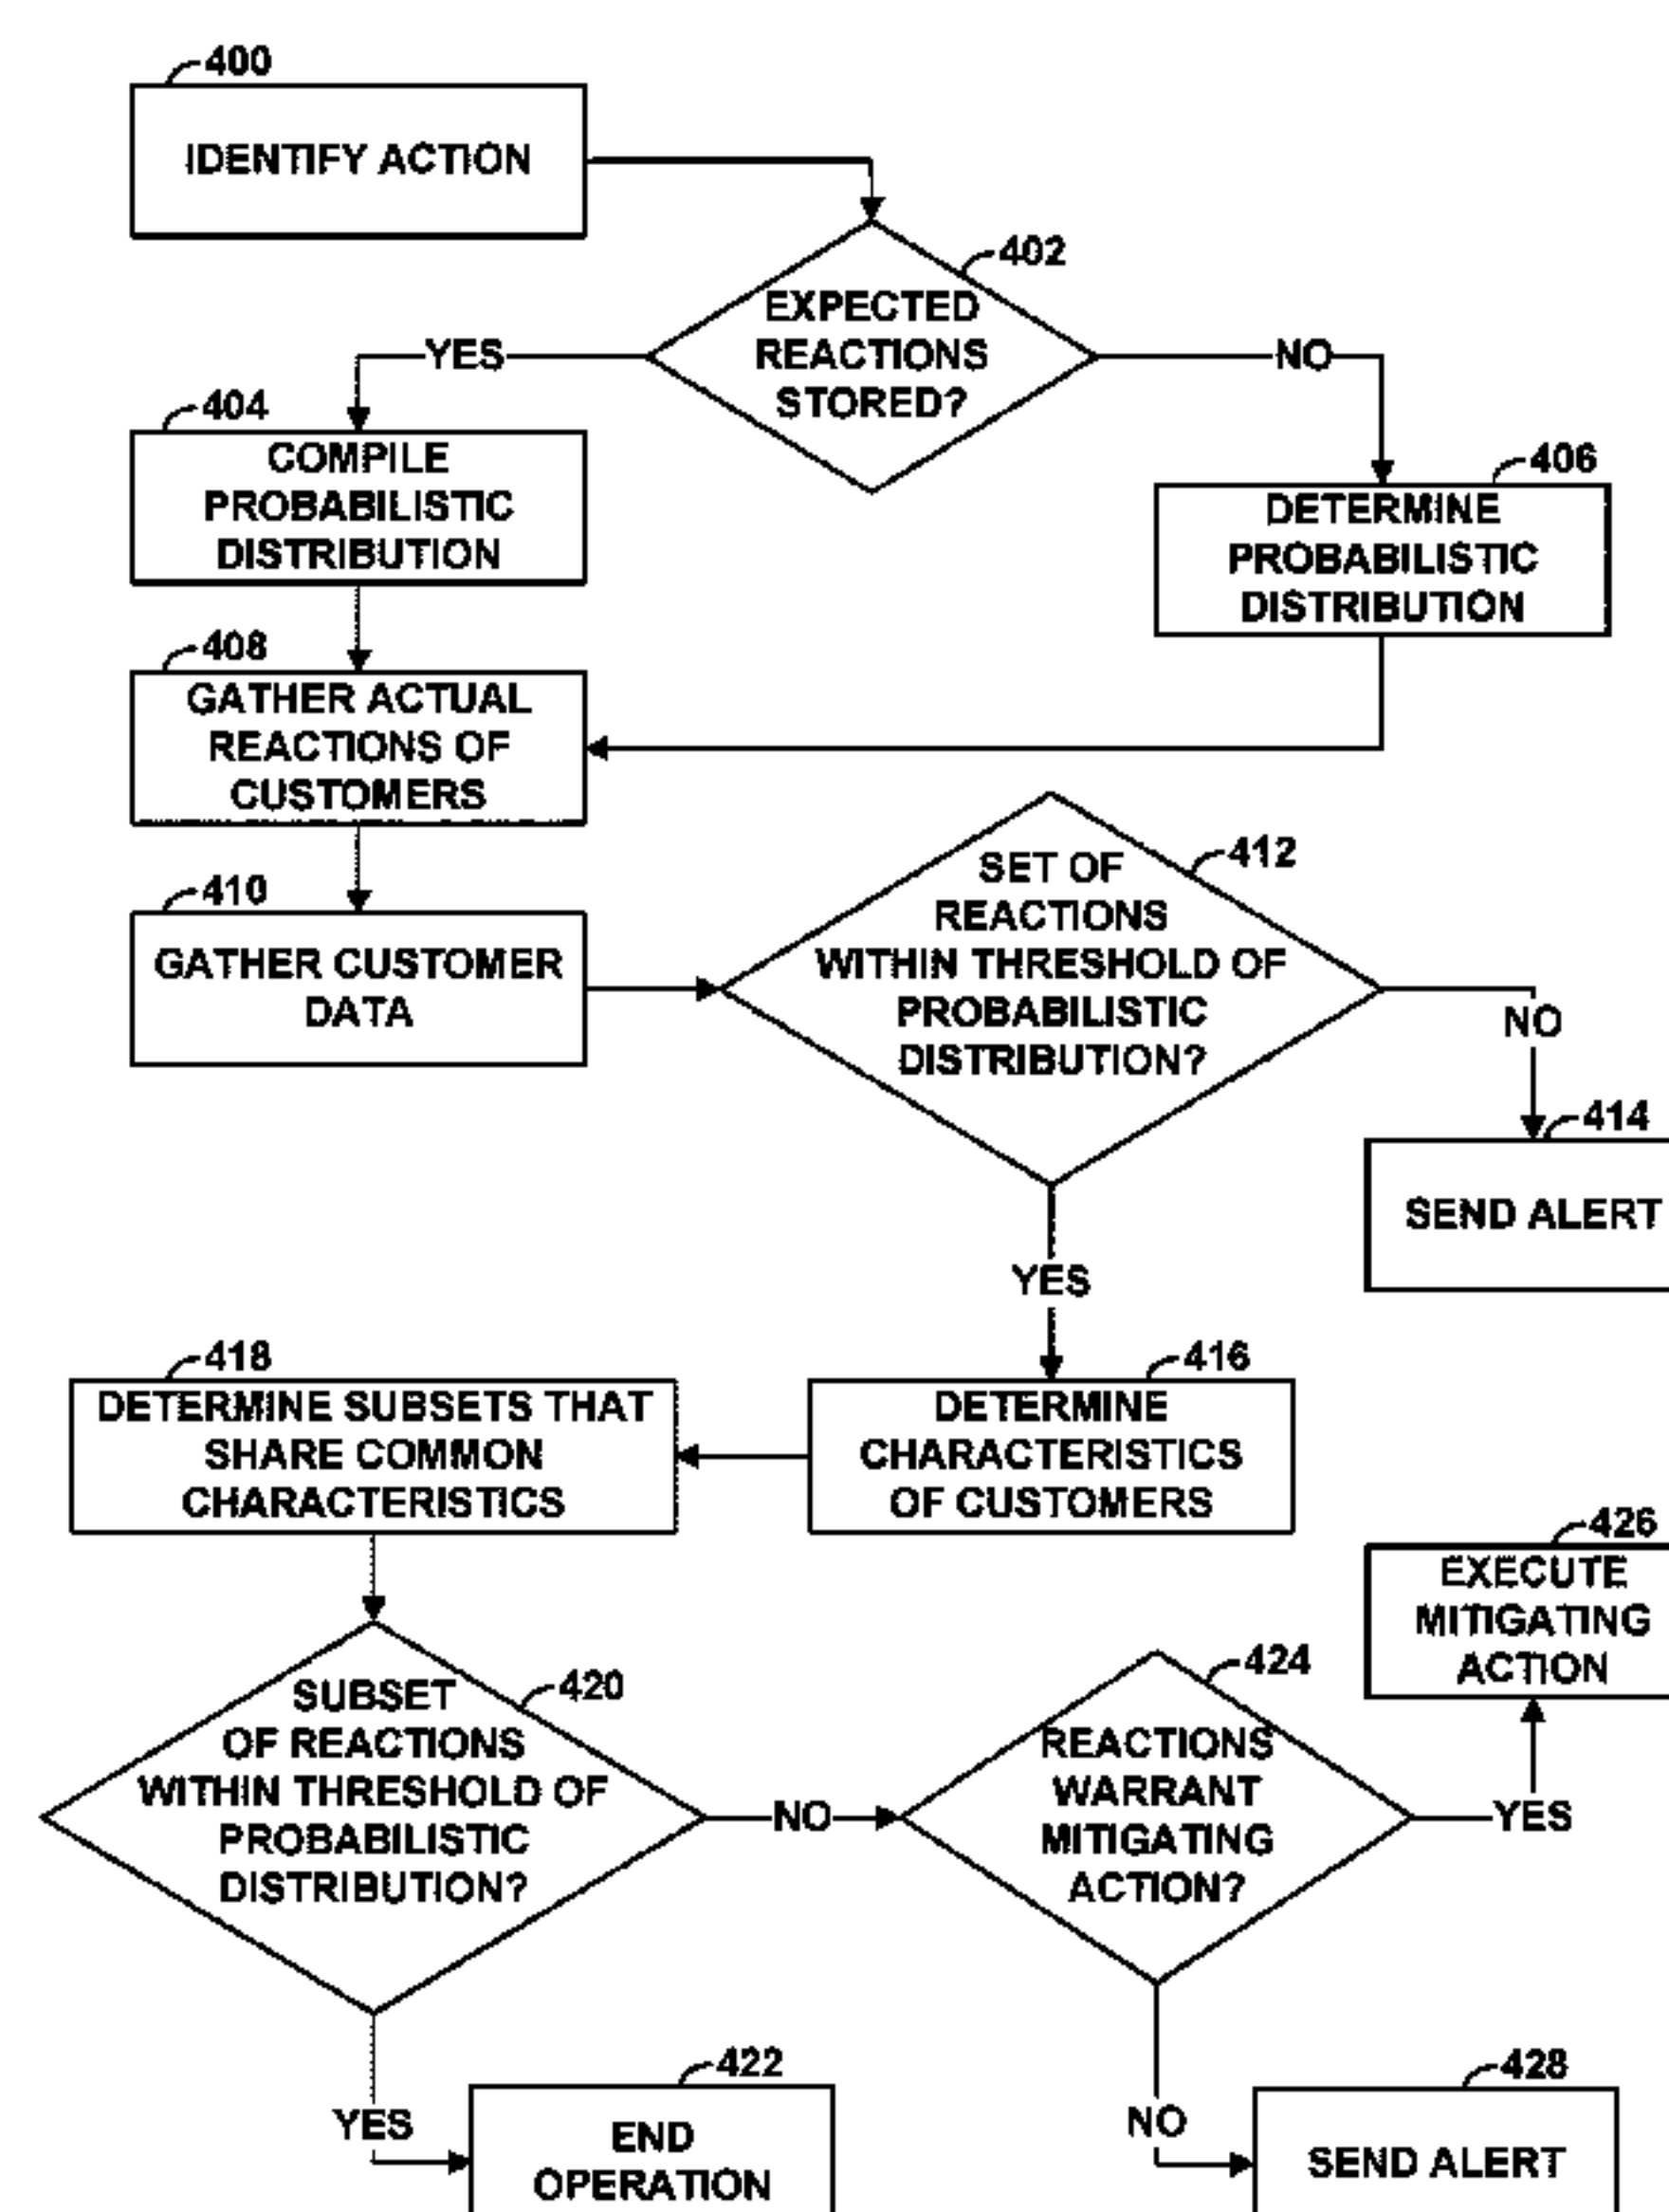 400
IDENTIFY ACTION
402
EXPECTED
REACTIONS
STORED?
YES
NO
404
COMPILE
PROBABILISTIC
DISTRIBUTION
406
DETERMINE
PROBABILISTIC
DISTRIBUTION
408
GATHER ACTUAL
REACTIONS OF
CUSTOMERS
410
GATHER CUSTOMER
DATA
412
SET OF
REACTIONS
WITHIN THRESHOLD OF
PROBABILISTIC
DISTRIBUTION?
NO
414
SEND ALERT
YES
416
DETERMINE
CHARACTERISTICS
OF CUSTOMERS
418
DETERMINE SUBSETS THAT
SHARE COMMON
CHARACTERISTICS
420
SUBSET
OF REACTIONS
WITHIN THRESHOLD OF
PROBABILISTIC
DISTRIBUTION?
NO
424
REACTIONS
WARRANT
MITIGATING
ACTION?
YES
426
EXECUTE
MITIGATING
ACTION
YES
422
END
OPERATION
NO
428
SEND ALERT